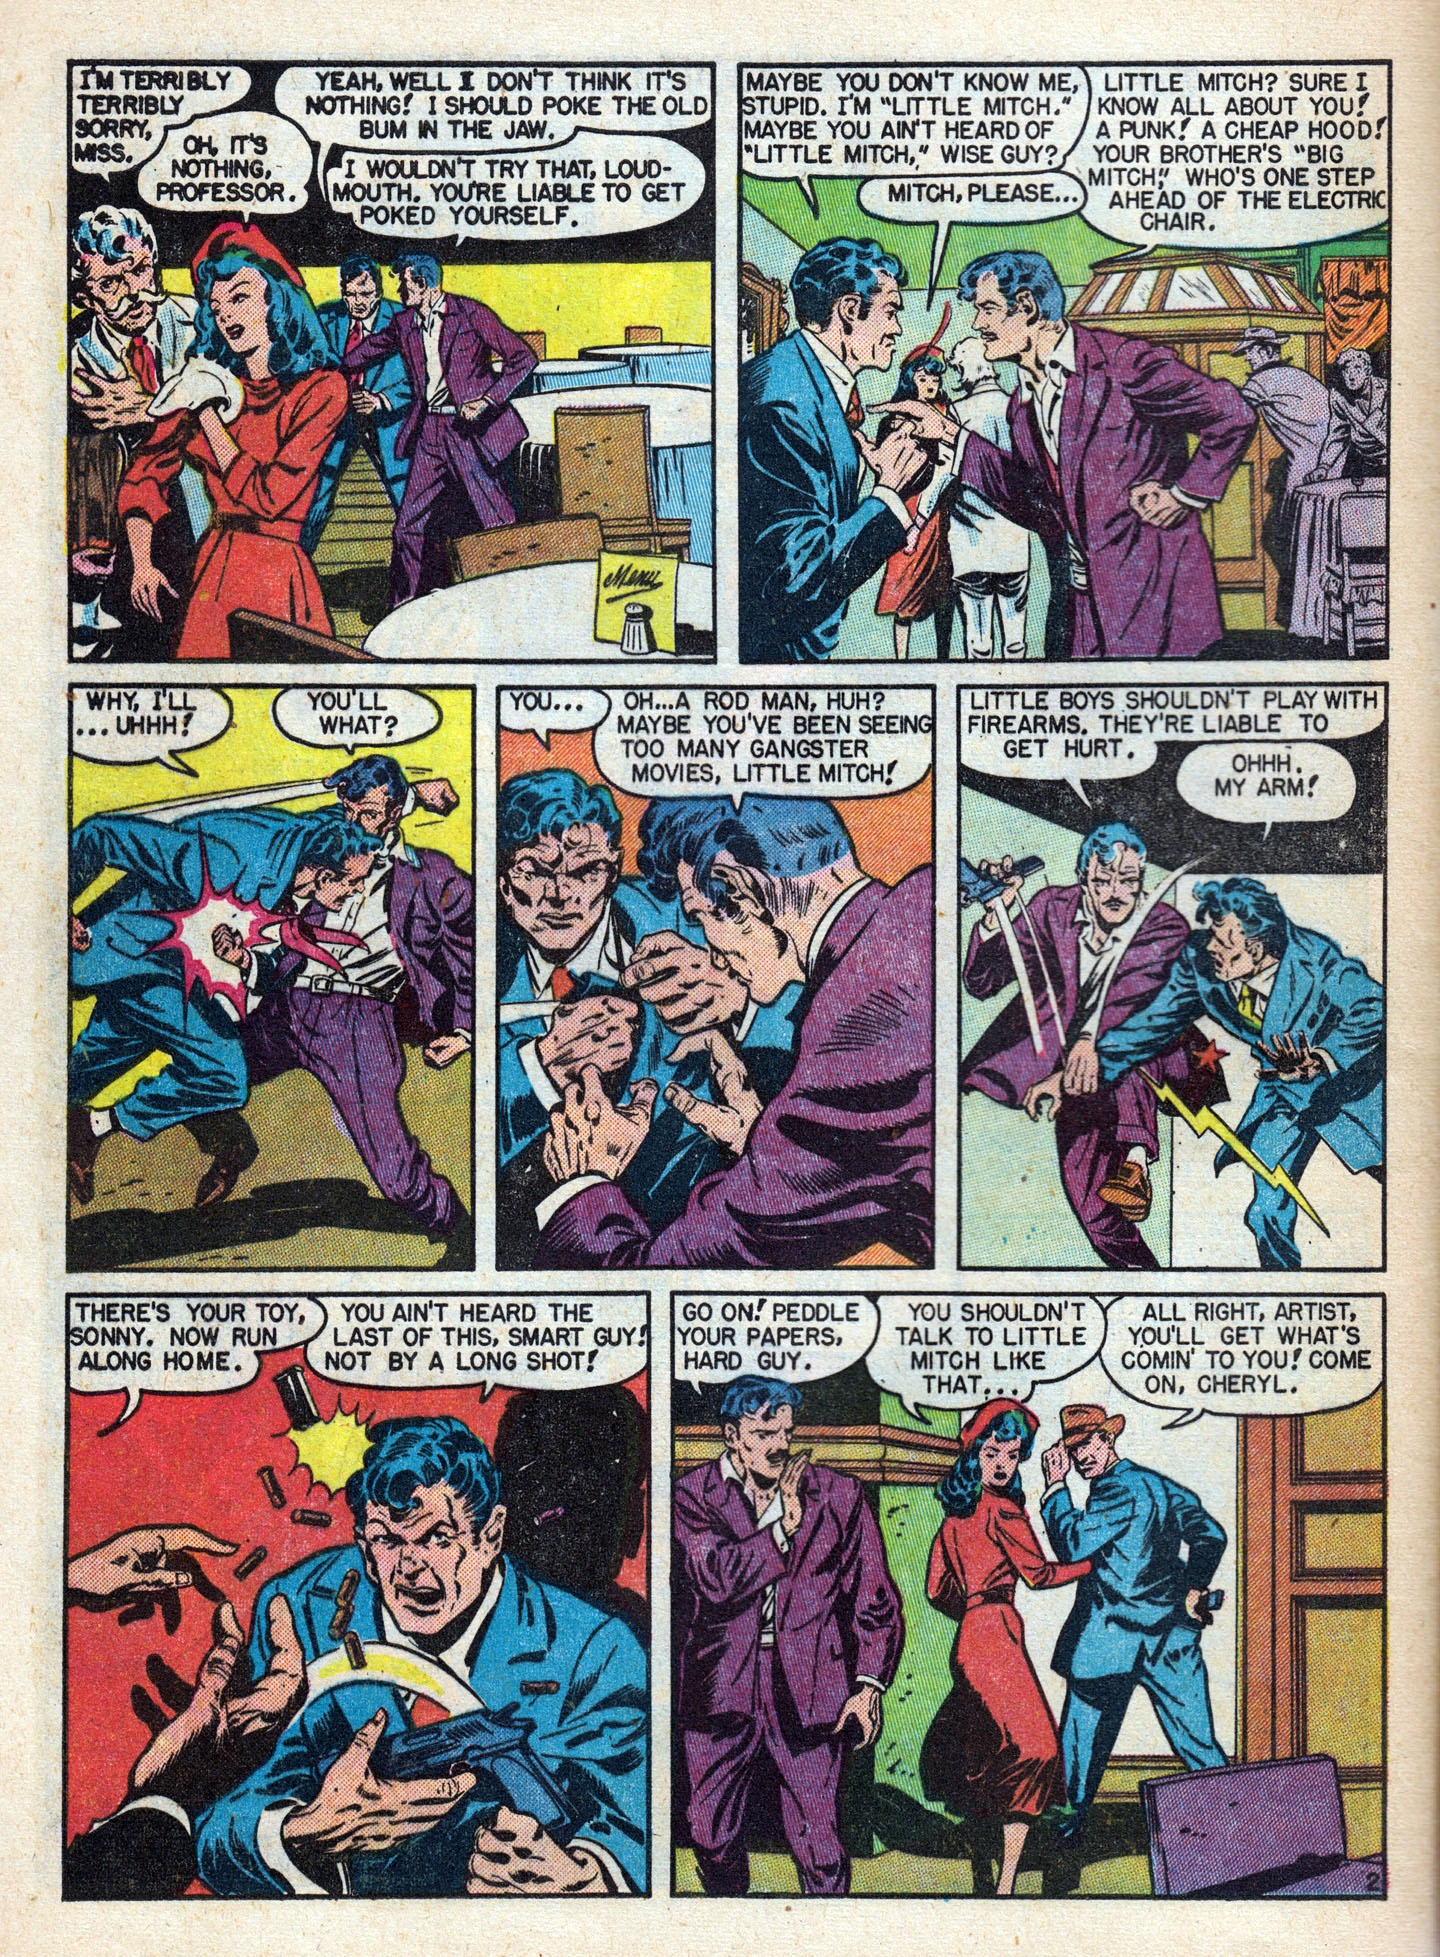 I'M TERRIBLY
TERRIBLY
SORRY,
MISS.
OH, IT'S
NOTHING,
PROFESSOR.
YEAH, WELL I DON'T THINK IT'S
NOTHING! I SHOULD POKE THE OLD
BUM IN THE JAW.
I WOULDN'T TRY THAT, LOUD-
MOUTH. YOU'RE LIABLE TO GET
POKED YOURSELF.
Menu
MAYBE YOU DON'T KNOW ME,
STUPID. I'M "LITTLE MITCH."
MAYBE YOU AIN'T HEARD OF
"LITTLE MITCH," WISE GUY?
MITCH, PLEASE...
LITTLE MITCH? SURE I
KNOW ALL ABOUT YOU!
A PUNK! A CHEAP HOOD!
YOUR BROTHER'S "BIG
MITCH," WHO'S ONE STEP
AHEAD OF THE ELECTRIC
CHAIR.
WHY, I'LL
...UHHH!
YOU'LL
WHAT?
YOU...
OH...A ROD MAN, HUH?
MAYBE YOU'VE BEEN SEEING
TOO MANY GANGSTER
MOVIES, LITTLE MITCH!
LITTLE BOYS SHOULDN'T PLAY WITH
FIREARMS. THEY'RE LIABLE TO
GET HURT.
OHHH.
MY ARM!
THERE'S YOUR TOY,
SONNY. NOW RUN
ALONG HOME.
YOU AIN'T HEARD THE
LAST OF THIS, SMART GUY!
NOT BY A LONG SHOT!
GO ON! PEDDLE
YOUR PAPERS,
HARD GUY.
YOU SHOULDN'T
TALK TO LITTLE
MITCH LIKE
THAT...
ALL RIGHT, ARTIST,
YOU'LL GET WHAT'S
COMIN' TO YOU! COME
ON, CHERYL.
2